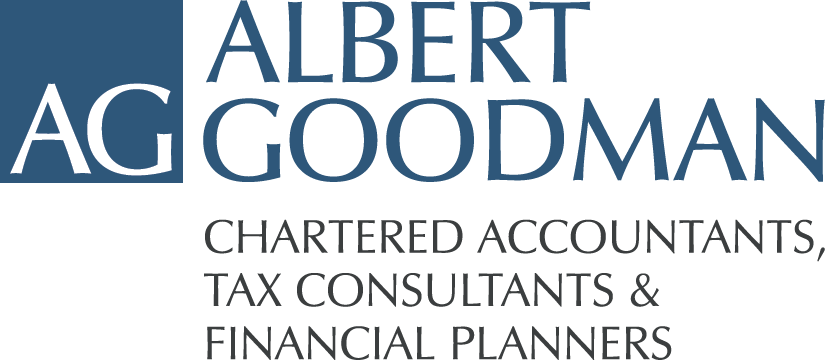 AG
ALBERT
GOODMAN
CHARTERED ACCOUNTANTS,
TAX CONSULTANTS &
FINANCIAL PLANNERS